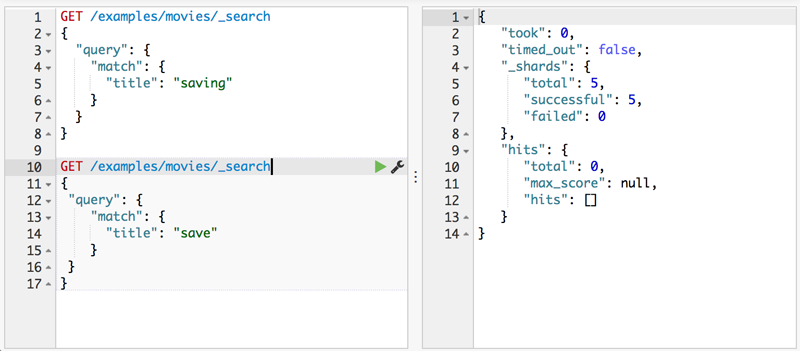 1 GET /examples/movies/_search
2 {
3 "query": {
4 "match": {
5 "title": "saving"
6 }
7 }
8 }
9
10 GET /examples/movies/_search
11 {
12 "query": {
13 "match": {
14 "title": "save"
15 }
16 }
17 }
1 {
2 "took": 0,
3 "timed_out": false,
4 "_shards": {
5 "total": 5,
6 "successful": 5,
7 "failed": 0
8 },
9 "hits": {
10 "total": 0,
11 "max_score": null,
12 "hits": []
13 }
14 }